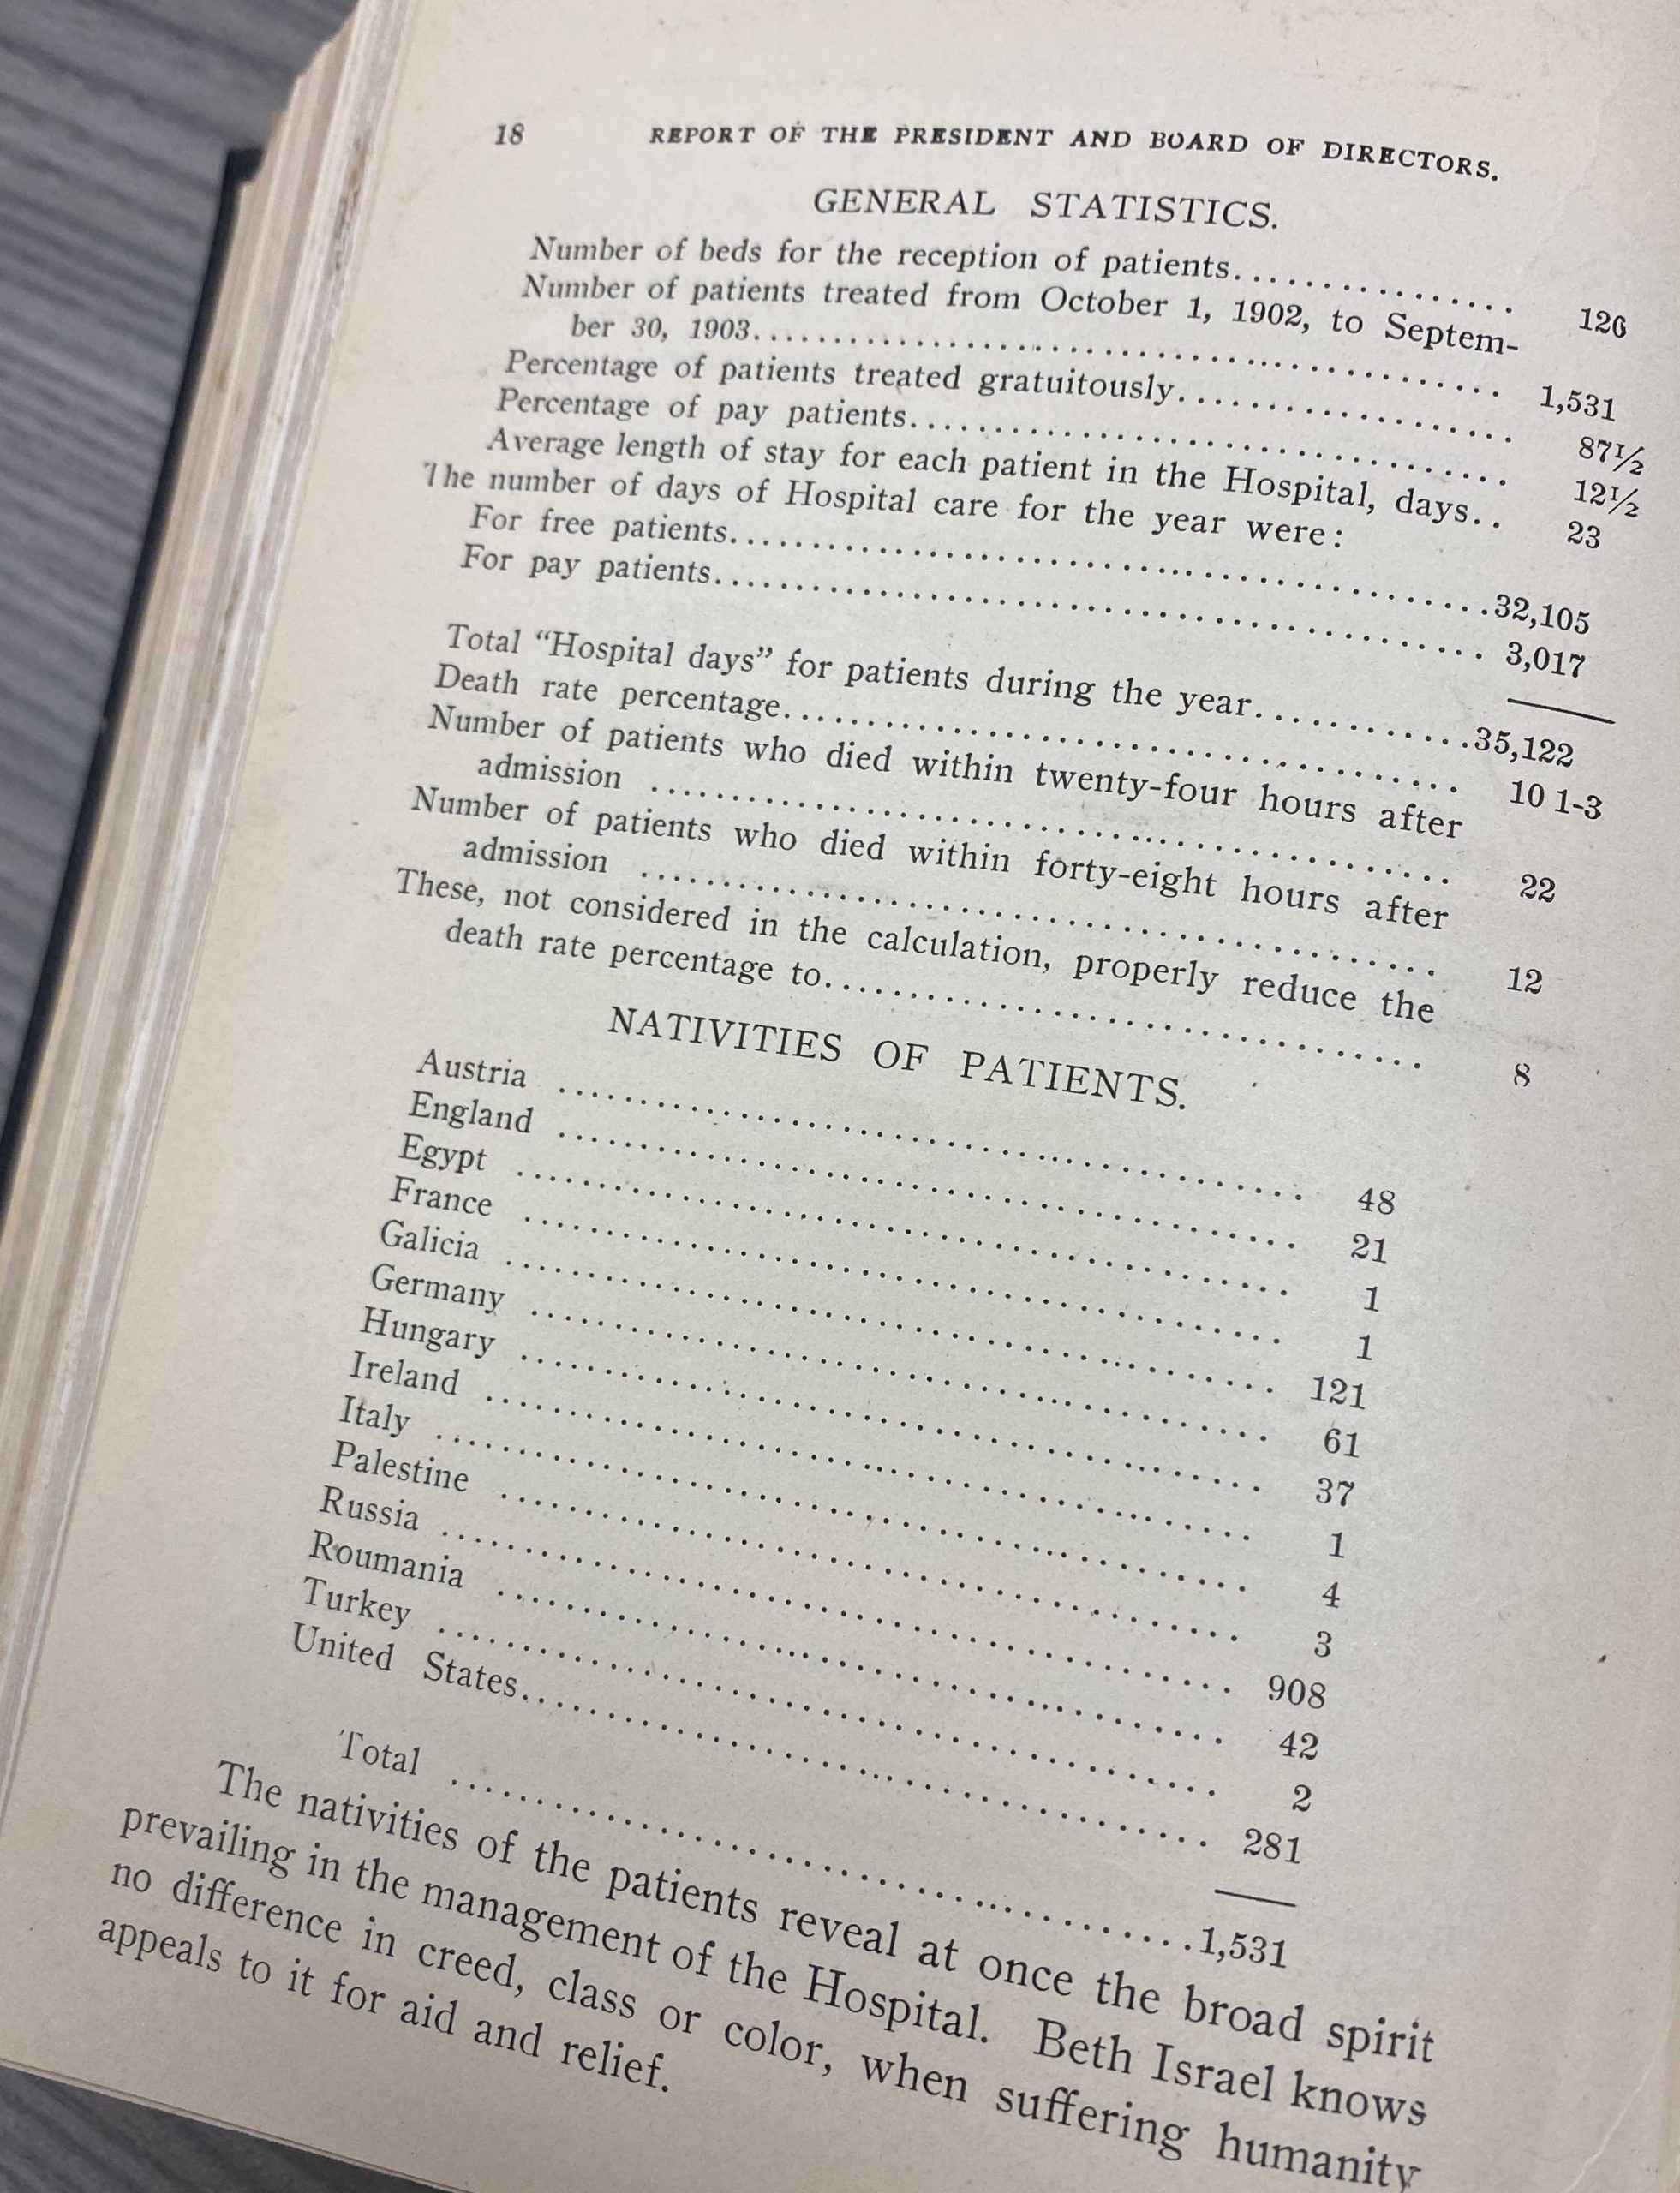 18 REPORT OF THE PRESIDENT AND BOARD OF DIRECTORS.
GENERAL STATISTICS.
Number of beds for the reception of patients................ 126
Number of patients treated from October 1, 1902, to Septem-
ber 30, 1903................................................ 1,531
Percentage of patients treated gratuitously................. 87½
Percentage of pay patients.................................. 12½
Average length of stay for each patient in the Hospital, days.. 23
The number of days of Hospital care for the year were:
For free patients...............................................32,105
For pay patients............................................... 3,017
Total "Hospital days" for patients during the year............35,122
Death rate percentage........................................ 10 1-3
Number of patients who died within twenty-four hours after
admission .................................................. 22
Number of patients who died within forty-eight hours after
admission .................................................. 12
These, not considered in the calculation, properly reduce the
death rate percentage to..................................... 8
NATIVITIES OF PATIENTS.
Austria .............................................. 48
England .............................................. 21
Egypt ................................................ 1
France ............................................... 1
Galicia .............................................. 121
Germany .............................................. 61
Hungary .............................................. 37
Ireland .............................................. 1
Italy ................................................ 4
Palestine ............................................ 3
Russia ............................................... 908
Roumania ............................................. 42
Turkey ............................................... 2
United States........................................... 281
Total ..............................................1,531
The nativities of the patients reveal at once the broad spirit
prevailing in the management of the Hospital. Beth Israel knows
no difference in creed, class or color, when suffering humanity
appeals to it for aid and relief.